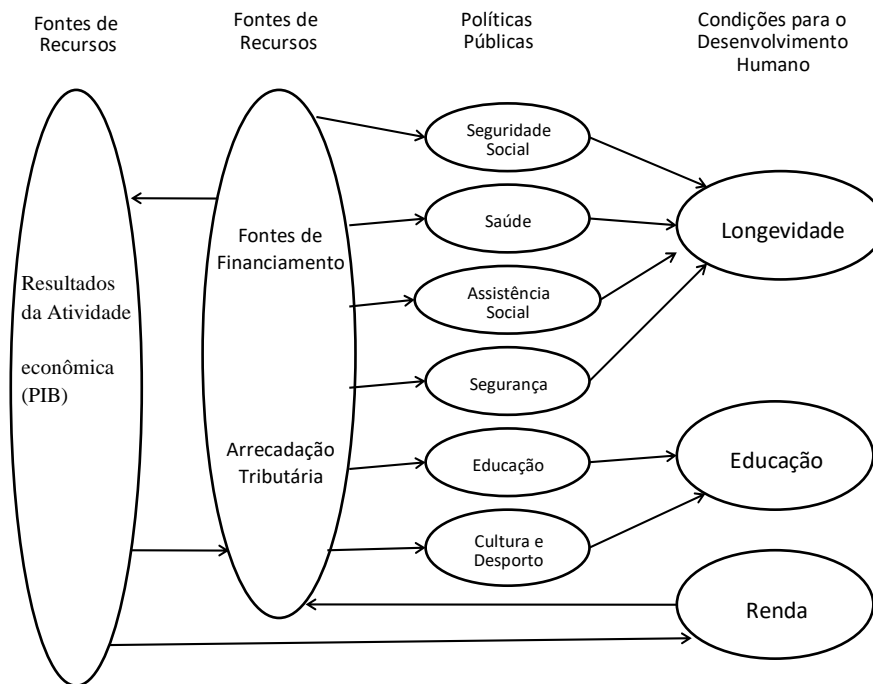 Fontes de
Recursos
Fontes de
Recursos
Políticas
Públicas
Condições para o
Desenvolvimento
Humano
Resultados
da Atividade
econômica
(PIB)
Fontes de
Financiamento
Arrecadação
Tributária
Seguridade
Social
Saúde
Assistência
Social
Segurança
Educação
Cultura e
Desporto
Longevidade
Educação
Renda